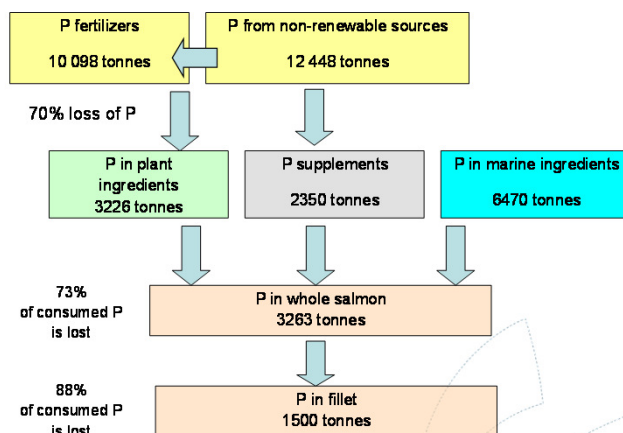 P fertilizers
10 098 tonnes
P from non-renewable sources
12 448 tonnes
70% loss of P
P in plant
ingredients
3226 tonnes
P supplements
2350 tonnes
P in marine ingredients
6470 tonnes
73%
of consumed P
is lost
P in whole salmon
3263 tonnes
88%
of consumed P
is lost
P in fillet
1500 tonnes